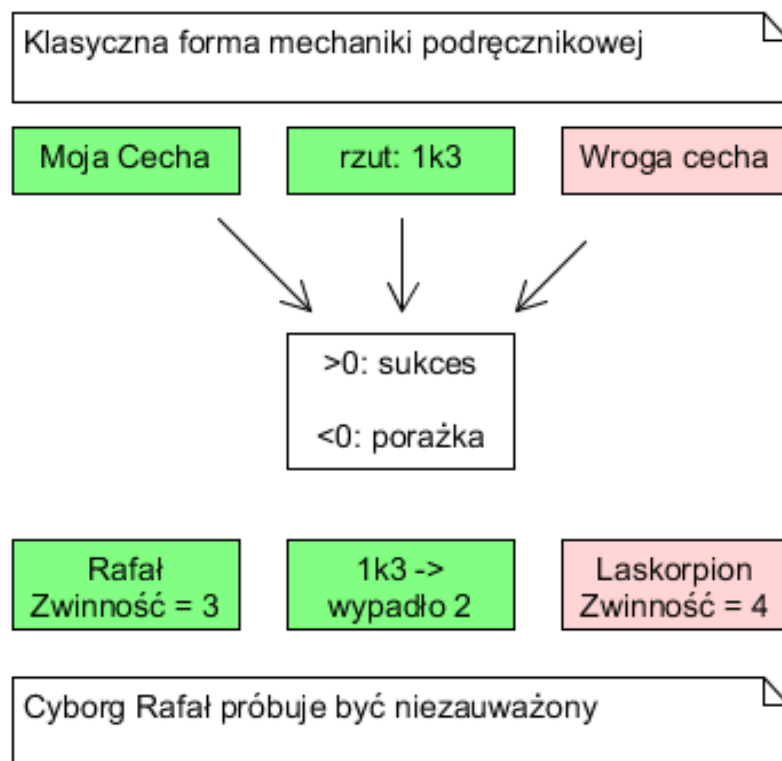 Klasyczna forma mechaniki podręcznikowej
Moja Cecha
rzut: 1k3
Wroga cecha
>0: sukces
<0: porażka
Rafał
Zwinność = 3
1k3 ->
wypadło 2
Laskorpion
Zwinność = 4
Cyborg Rafał próbuje być niezauważony